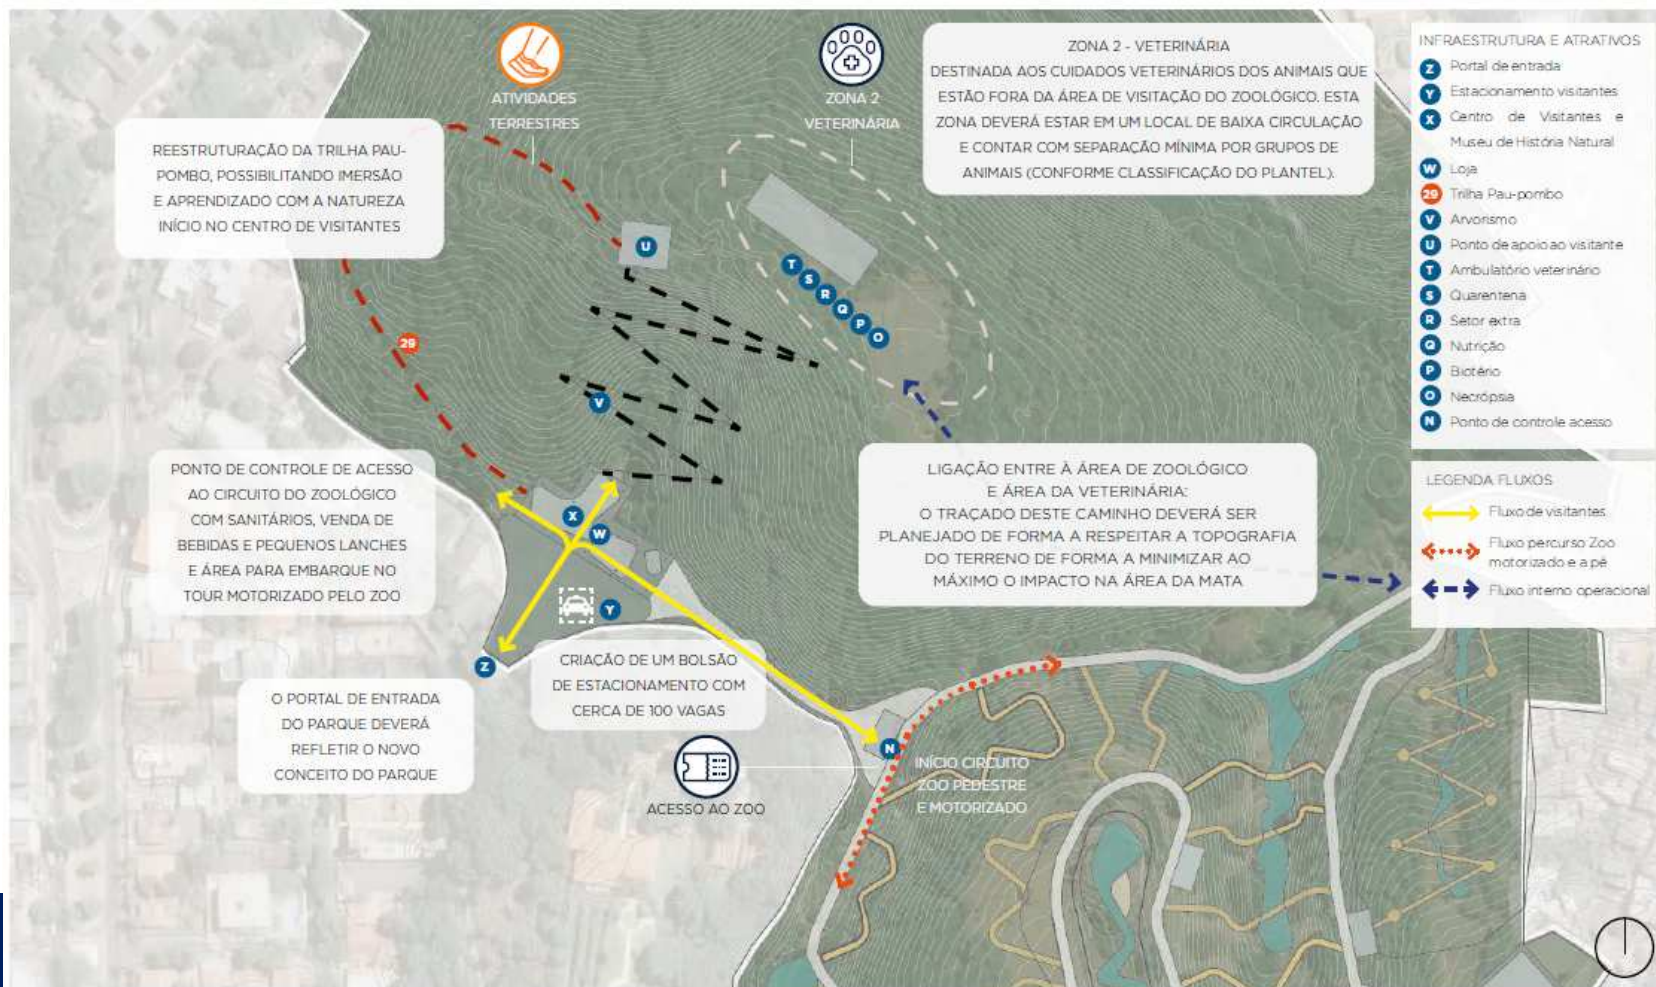 ATIVIDADES
TERRESTRES
ZONA 2
VETERINÁRIA
ZONA 2 - VETERINÁRIA
DESTINADA AOS CUIDADOS VETERINÁRIOS DOS ANIMAIS QUE
ESTÃO FORA DA ÁREA DE VISITAÇÃO DO ZOOLÓGICO. ESTA
ZONA DEVERÁ ESTAR EM UM LOCAL DE BAIXA CIRCULAÇÃO
E CONTAR COM SEPARAÇÃO MÍNIMA POR GRUPOS DE
ANIMAIS (CONFORME CLASSIFICAÇÃO DO PLANTEL).
REESTRUTURAÇÃO DA TRILHA PAU-
POMBO, POSSIBILITANDO IMERSÃO
E APRENDIZADO COM A NATUREZA
INÍCIO NO CENTRO DE VISITANTES
U
T
S
R
Q
P
O
29
V
PONTO DE CONTROLE DE ACESSO
AO CIRCUITO DO ZOOLÓGICO
COM SANITÁRIOS, VENDA DE
BEBIDAS E PEQUENOS LANCHES
E ÁREA PARA EMBARQUE NO
TOUR MOTORIZADO PELO ZOO
LIGAÇÃO ENTRE À ÁREA DE ZOOLÓGICO
E ÁREA DA VETERINÁRIA:
O TRAÇADO DESTE CAMINHO DEVERÁ SER
PLANEJADO DE FORMA A RESPEITAR A TOPOGRAFIA
DO TERRENO DE FORMA A MINIMIZAR AO
MÁXIMO O IMPACTO NA ÁREA DA MATA
X
W
Y
Z
CRIAÇÃO DE UM BOLSÃO
DE ESTACIONAMENTO COM
CERCA DE 100 VAGAS
O PORTAL DE ENTRADA
DO PARQUE DEVERÁ
REFLETIR O NOVO
CONCEITO DO PARQUE
ACESSO AO ZOO
N
INÍCIO CIRCUITO
ZOO PEDESTRE
E MOTORIZADO
INFRAESTRUTURA E ATRATIVOS
Z Portal de entrada
Y Estacionamento visitantes
X Centro de Visitantes e
Museu de História Natural
W Loja
29 Trilha Pau-pombo
V Arvorismo
U Ponto de apoio ao visitante
T Ambulatório veterinário
S Quarentena
R Setor extra
Q Nutrição
P Biotério
O Necrópsia
N Ponto de controle acesso
LEGENDA FLUXOS
Fluxo de visitantes
Fluxo percurso Zoo
motorizado e a pé
Fluxo interno operacional